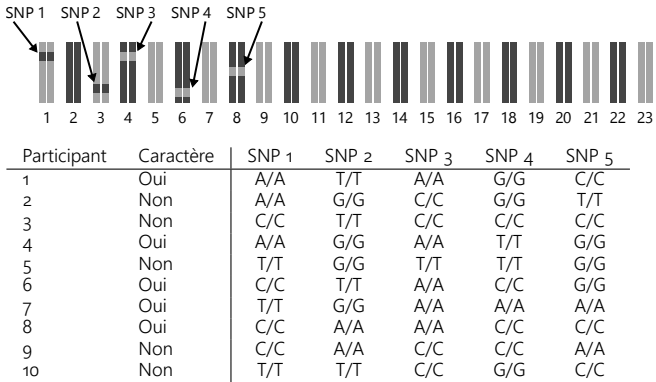 SNP 1 SNP 2 SNP 3 SNP 4 SNP 5
1 2 3 4 5 6 7 8 9 10 11 12 13 14 15 16 17 18 19 20 21 22 23
Participant Caractère SNP 1 SNP 2 SNP 3 SNP 4 SNP 5
1 Oui A/A T/T A/A G/G C/C
2 Non A/A G/G C/C G/G T/T
3 Non C/C T/T C/C C/C C/C
4 Oui A/A G/G A/A T/T G/G
5 Non T/T G/G T/T T/T G/G
6 Oui C/C T/T A/A C/C G/G
7 Oui T/T G/G A/A A/A A/A
8 Oui C/C A/A A/A C/C C/C
9 Non C/C A/A C/C C/C A/A
10 Non T/T T/T C/C G/G C/C